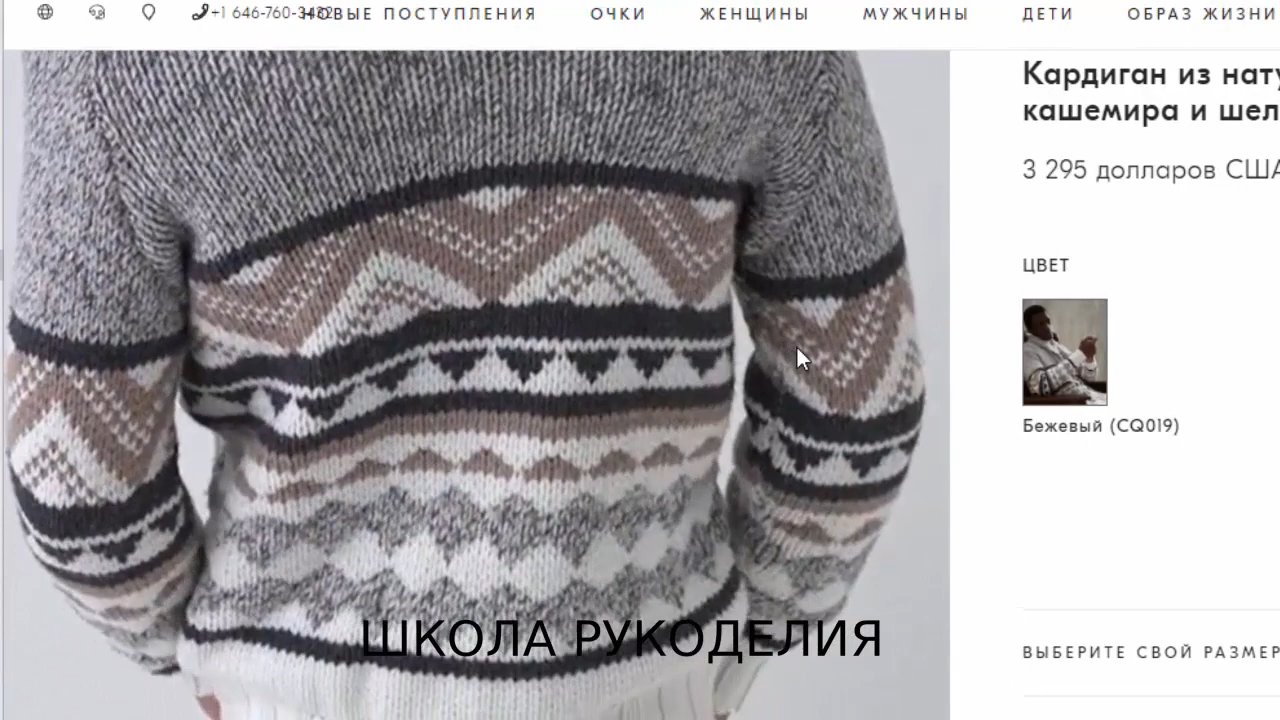 +1 646-760-3432
НОВЫЕ ПОСТУПЛЕНИЯ ОЧКИ ЖЕНЩИНЫ МУЖЧИНЫ ДЕТИ ОБРАЗ ЖИЗНИ
Кардиган из нату
кашемира и шел
3 295 долларов США
ЦВЕТ
Бежевый (CQ019)
ШКОЛА РУКОДЕЛИЯ
ВЫБЕРИТЕ СВОЙ РАЗМЕР